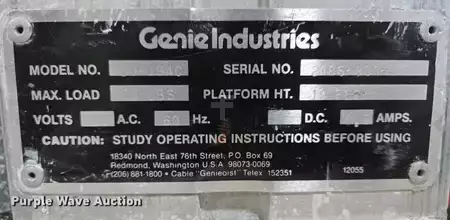 Genie Industries
MODEL NO. SERIAL NO.
MAX. LOAD PLATFORM HT.
VOLTS A.C. 60 Hz. D.C. AMPS.
CAUTION: STUDY OPERATING INSTRUCTIONS BEFORE USING
18340 North East 76th Street, P.O. Box 69
Redmond, Washington U.S.A 98073-0069
(206) 881-1800 • Cable "Genieoist" Telex 152351
12055
Purple Wave Auction